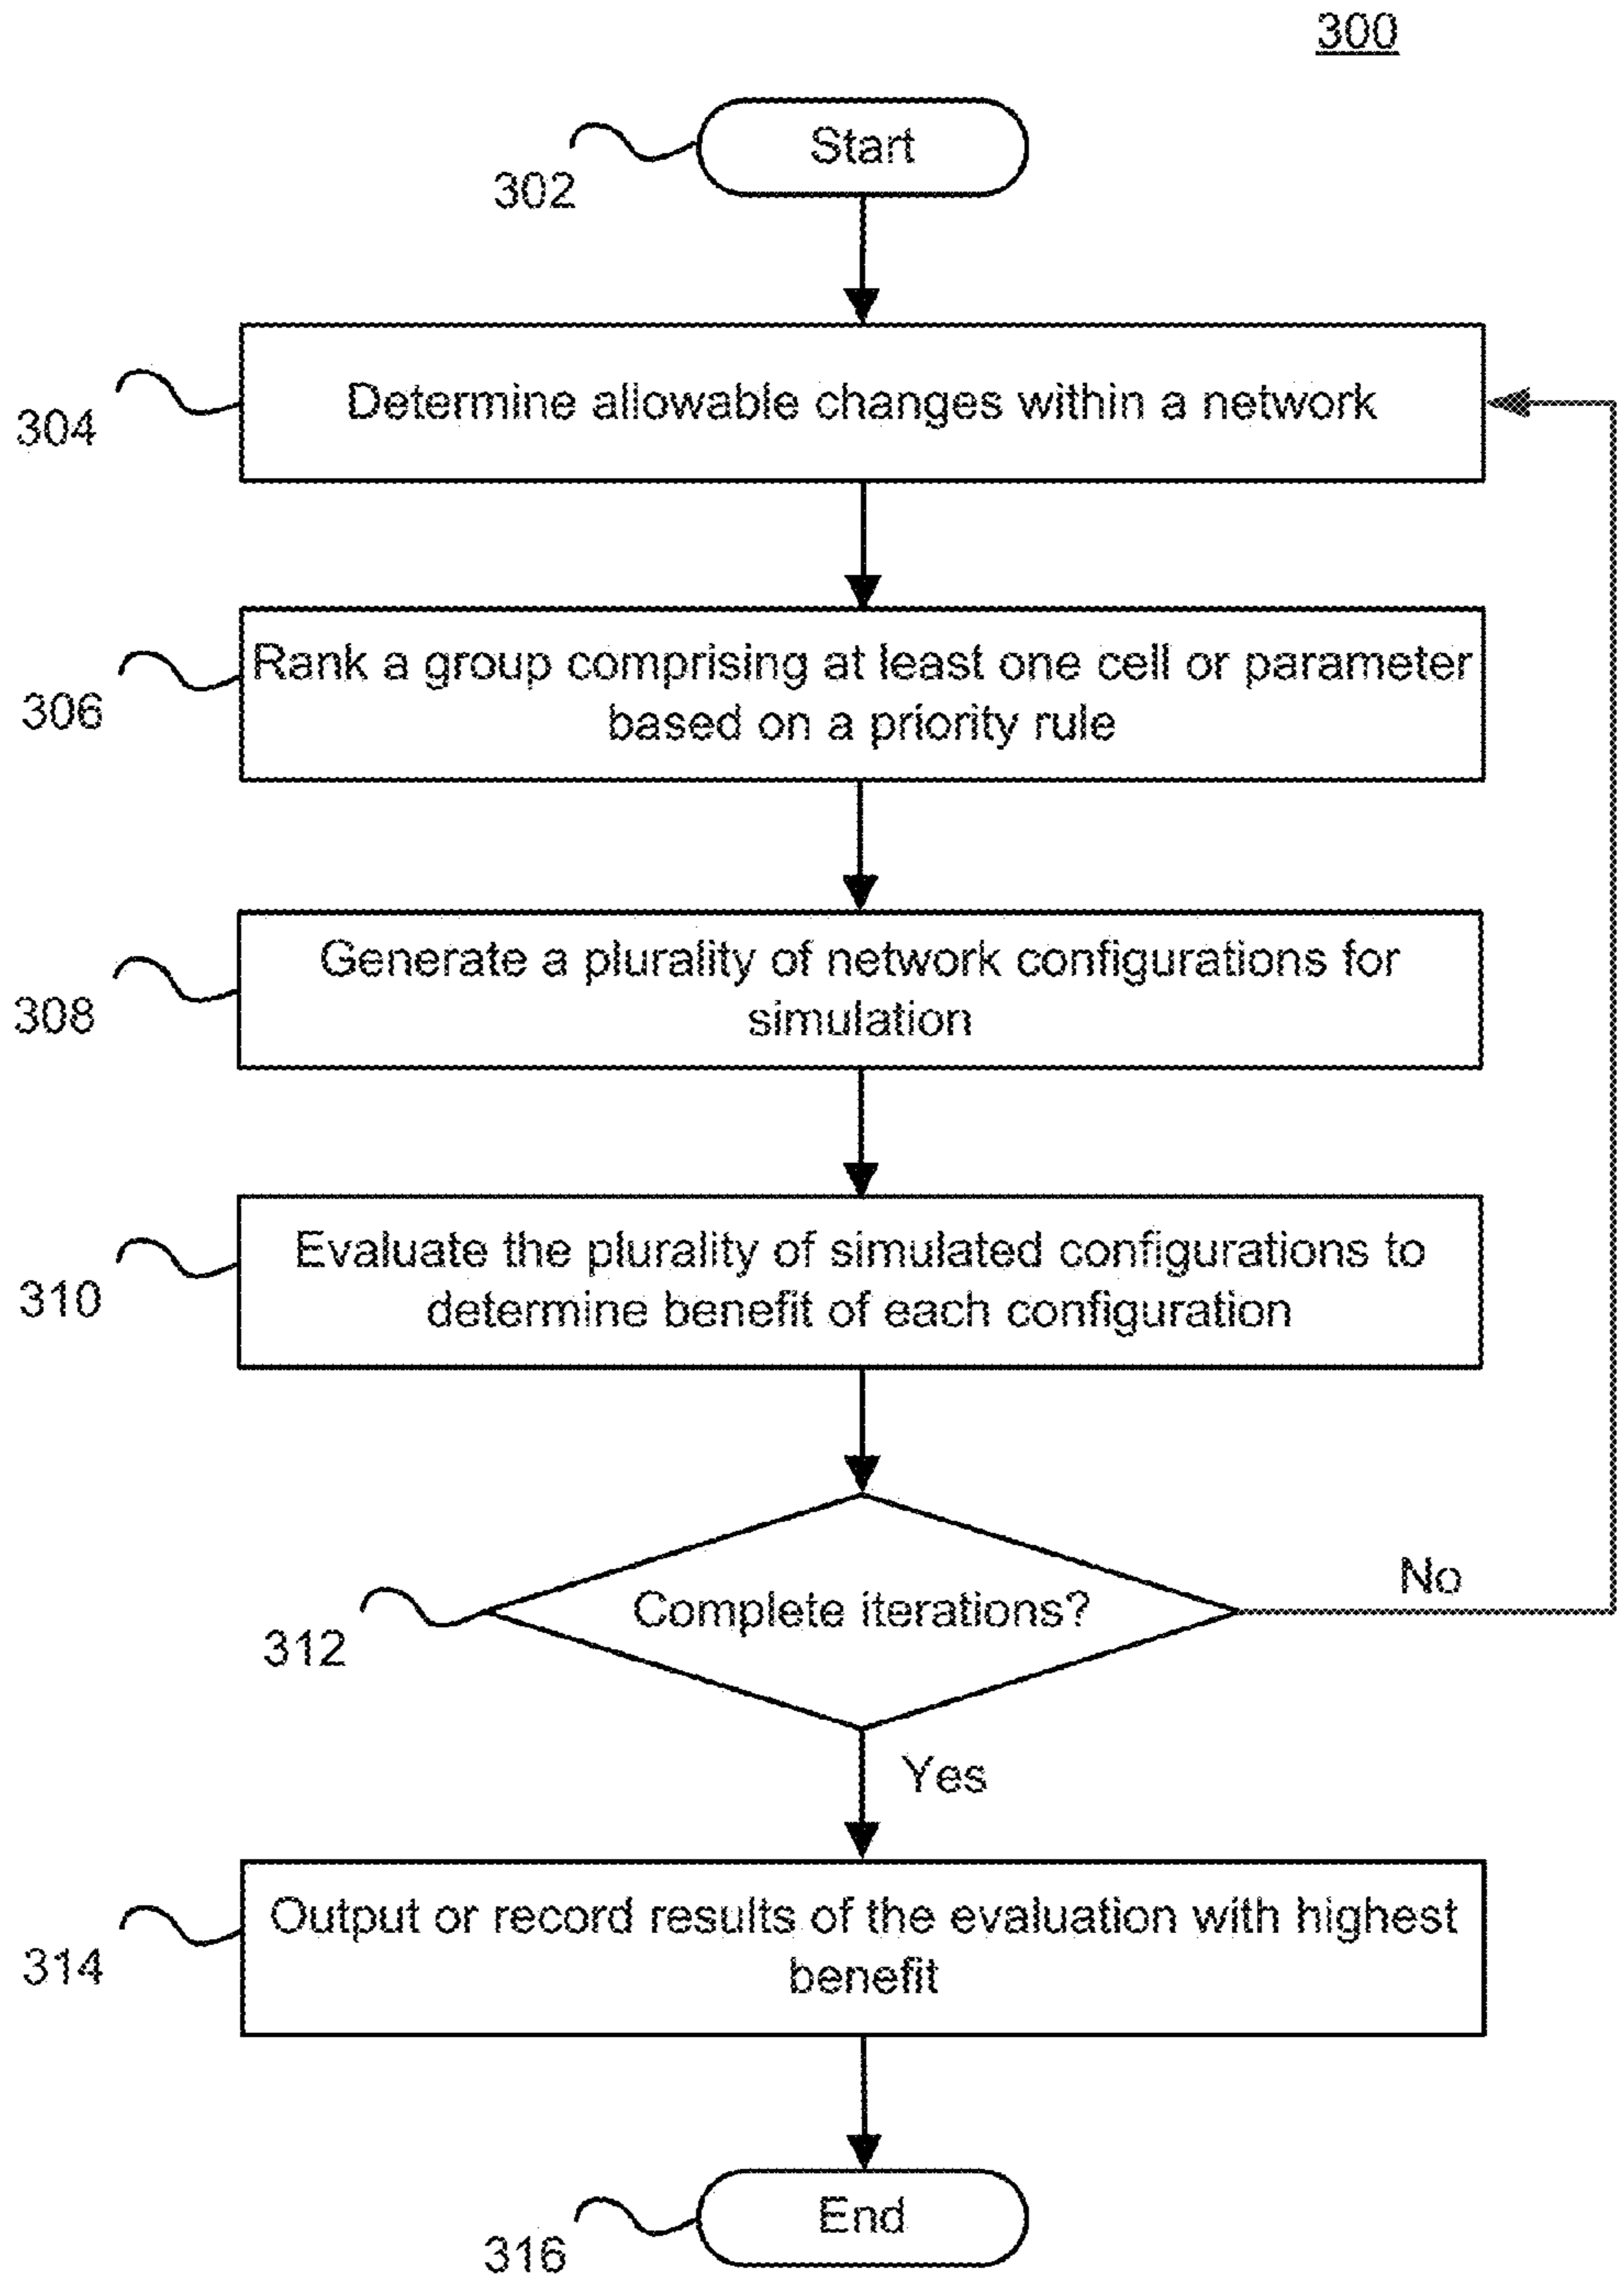 300
Start
302
Determine allowable changes within a network
304
Rank a group comprising at least one cell or parameter
based on a priority rule
306
Generate a plurality of network configurations for
simulation
308
Evaluate the plurality of simulated configurations to
determine benefit of each configuration
310
Complete iterations?
No
312
Yes
Output or record results of the evaluation with highest
benefit
314
End
316